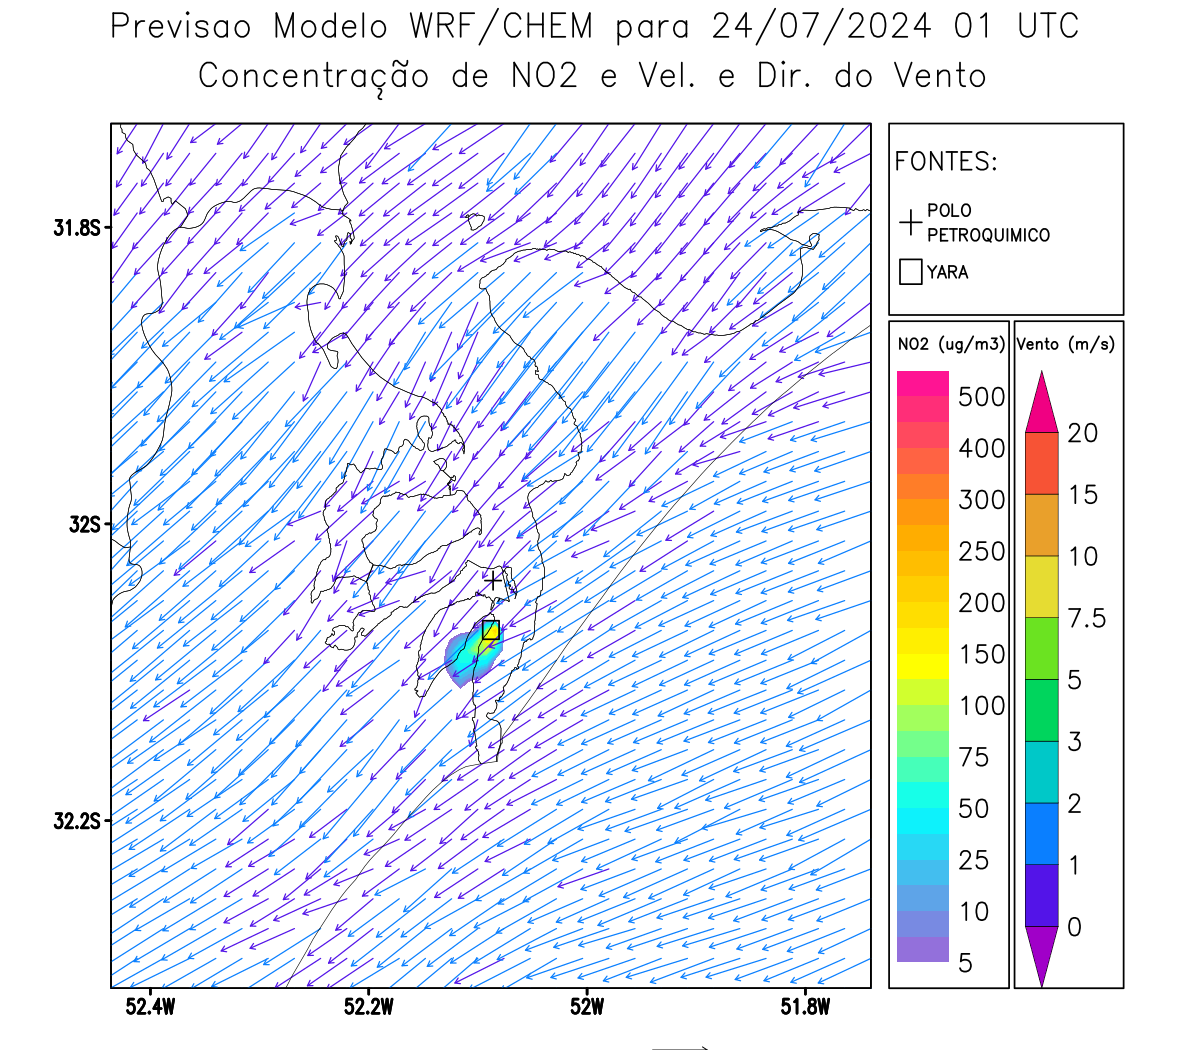 Previsao Modelo WRF/CHEM para 24/07/2024 01 UTC
Concentração de NO2 e Vel. e Dir. do Vento
FONTES:
POLO
PETROQUIMICO
YARA
NO2 (ug/m3)
500
400
300
250
200
150
100
75
50
25
10
5
Vento (m/s)
20
15
10
7.5
5
3
2
1
0
31.8S
32S
32.2S
52.4W
52.2W
52W
51.8W